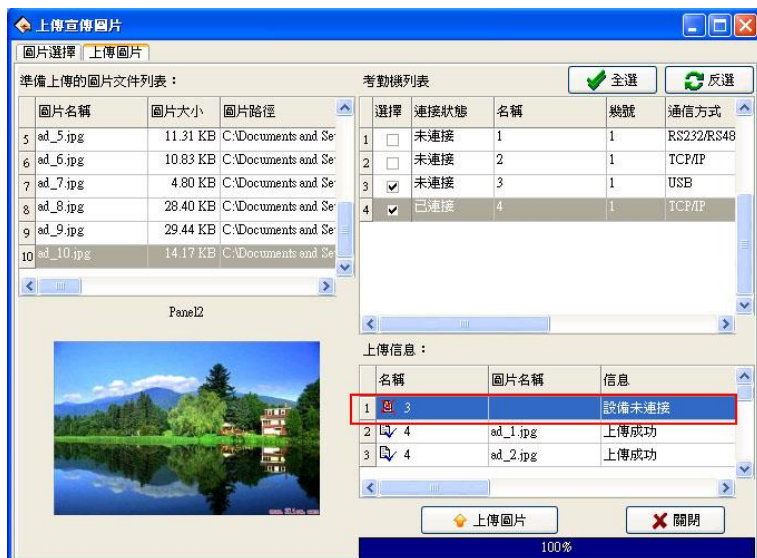 上傳宣傳圖片
圖片選擇 上傳圖片
準備上傳的圖片文件列表：
圖片名稱 圖片大小 圖片路徑
5 ad_5.jpg 11.31 KB C:\Documents and Se
6 ad_6.jpg 10.83 KB C:\Documents and Se
7 ad_7.jpg 4.80 KB C:\Documents and Se
8 ad_8.jpg 28.40 KB C:\Documents and Se
9 ad_9.jpg 29.44 KB C:\Documents and Se
10 ad_10.jpg 14.17 KB C:\Documents and Se
Panel2
考勤機列表 全選 反選
選擇 連接狀態 名稱 幾號 通信方式
1 未連接 1 1 RS232/RS48
2 未連接 2 1 TCP/IP
3 未連接 3 1 USB
4 已連接 4 1 TCP/IP
上傳信息：
名稱 圖片名稱 信息
1 3 設備未連接
2 4 ad_1.jpg 上傳成功
3 4 ad_2.jpg 上傳成功
上傳圖片 關閉
100%